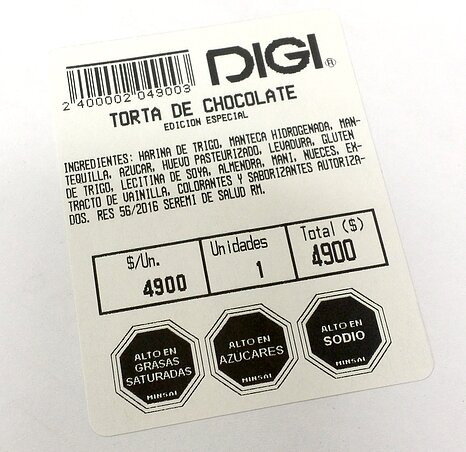 DIGI®
2 400002 049003
TORTA DE CHOCOLATE
EDICION ESPECIAL
INGREDIENTES: HARINA DE TRIGO, MANTECA HIDROGENADA, MAN-
TEQUILLA, AZUCAR, HUEVO PASTEURIZADO, LEVADURA, GLUTEN
DE TRIGO, LECITINA DE SOYA, ALMENDRA, MANI, NUECES, EX-
TRACTO DE VAINILLA, COLORANTES Y SABORIZANTES AUTORIZA-
DOS. RES 56/2016 SEREMI DE SALUD RM.
$/Un. Unidades Total ($)
4900 1 4900
ALTO EN
GRASAS
SATURADAS
MINSAL
ALTO EN
AZUCARES
MINSAL
ALTO EN
SODIO
MINSAL